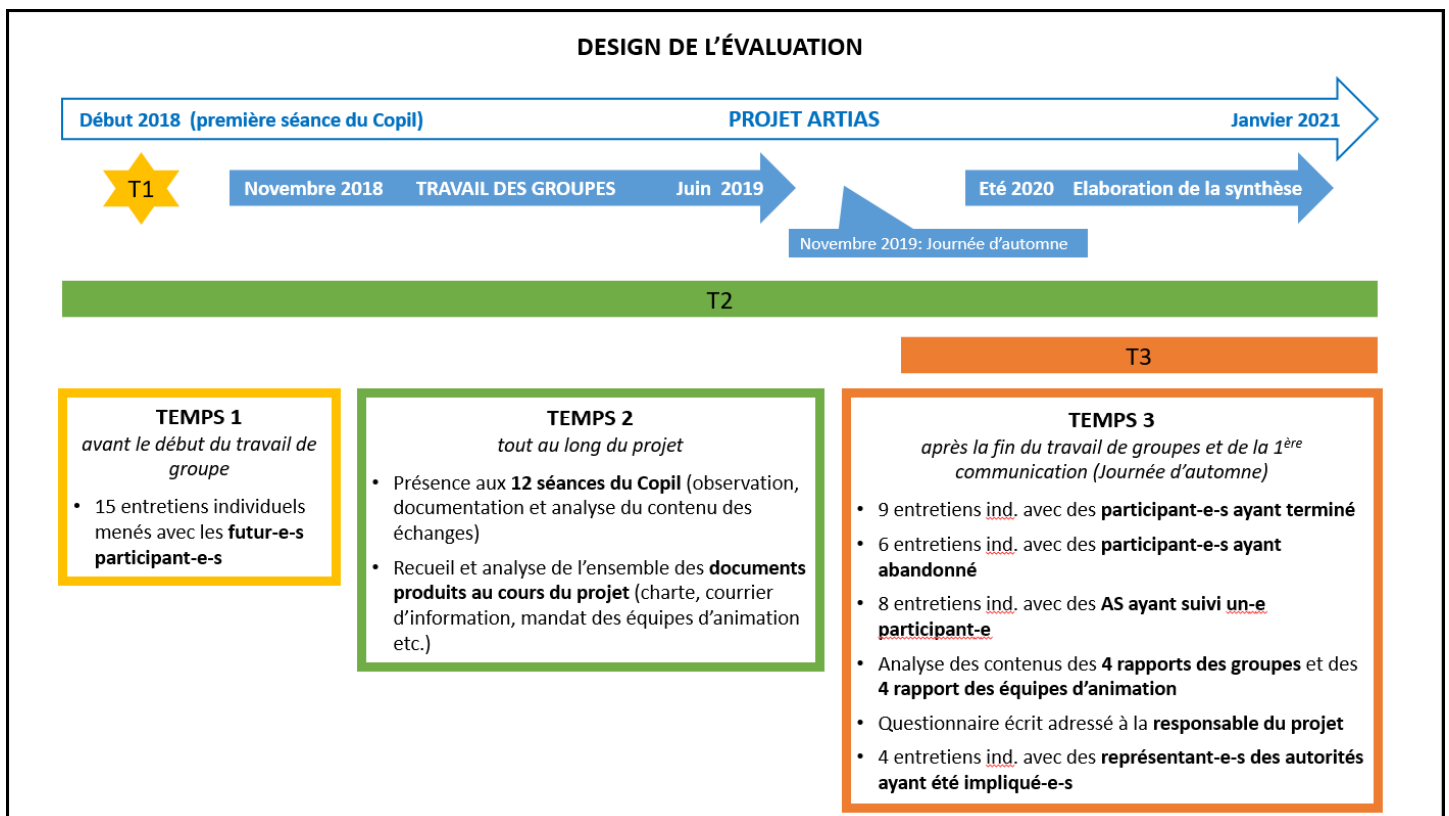 DESIGN DE L’ÉVALUATION
Début 2018 (première séance du Copil) PROJET ARTIAS Janvier 2021
T1
Novembre 2018 TRAVAIL DES GROUPES Juin 2019
Eté 2020 Elaboration de la synthèse
Novembre 2019: Journée d’automne
T2
T3
TEMPS 1
avant le début du travail de
groupe
• 15 entretiens individuels
menés avec les futur-e-s
participant-e-s
TEMPS 2
tout au long du projet
• Présence aux 12 séances du Copil (observation,
documentation et analyse du contenu des
échanges)
• Recueil et analyse de l’ensemble des documents
produits au cours du projet (charte, courrier
d’information, mandat des équipes d’animation
etc.)
TEMPS 3
après la fin du travail de groupes et de la 1ère
communication (Journée d’automne)
• 9 entretiens ind. avec des participant-e-s ayant terminé
• 6 entretiens ind. avec des participant-e-s ayant
abandonné
• 8 entretiens ind. avec des AS ayant suivi un-e
participant-e
• Analyse des contenus des 4 rapports des groupes et des
4 rapport des équipes d’animation
• Questionnaire écrit adressé à la responsable du projet
• 4 entretiens ind. avec des représentant-e-s des autorités
ayant été impliqué-e-s